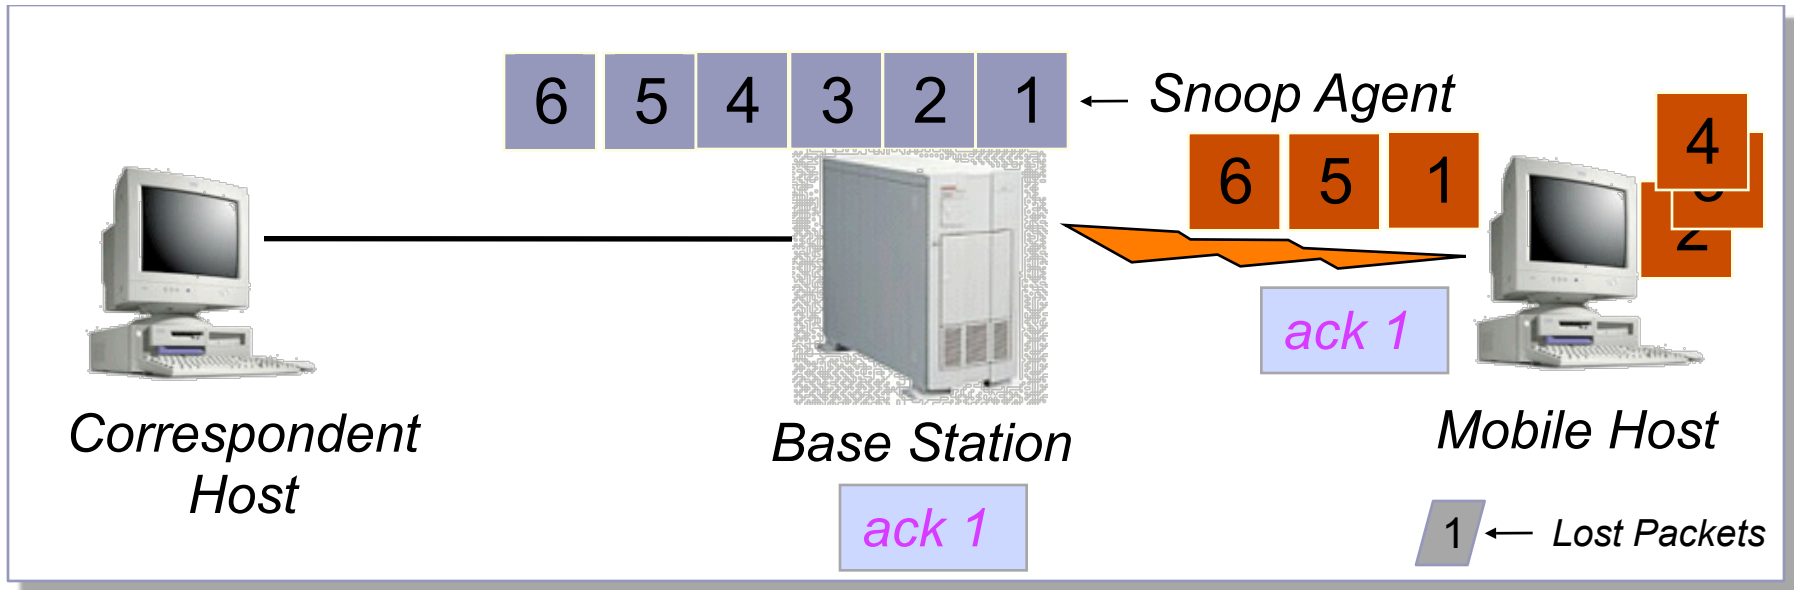 6 5 4 3 2 1
Snoop Agent
6 5 1
4
2
ack 1
Correspondent
Host
Base Station
Mobile Host
ack 1
1
Lost Packets